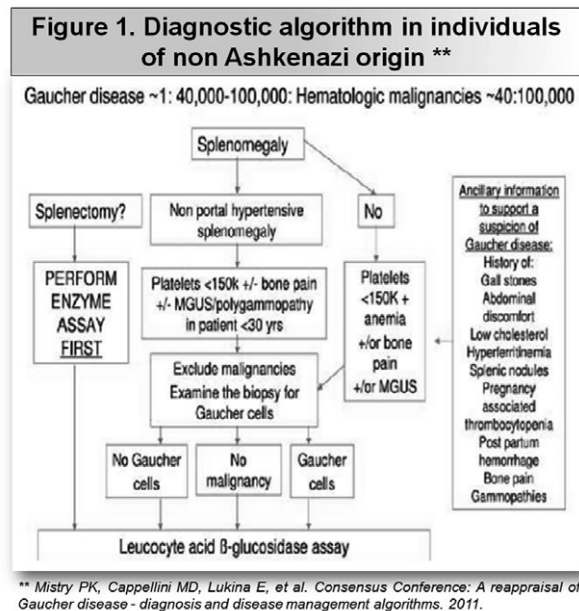 Figure 1. Diagnostic algorithm in individuals
of non Ashkenazi origin **
Gaucher disease ~1: 40,000-100,000: Hematologic malignancies ~40:100,000
Splenomegaly
Splenectomy?
Non portal hypertensive
splenomegaly
No
PERFORM
ENZYME
ASSAY
FIRST
Platelets <150k +/- bone pain
+/- MGUS/polygammopathy
in patient <30 yrs
Platelets
<150K +
anemia
+/or bone
pain
+/or MGUS
Ancillary information
to support a
suspicion of
Gaucher disease:
History of:
Gall stones
Abdominal
discomfort
Low cholesterol
Hyperferritinemia
Splenic nodules
Pregnancy
associated
thrombocytopenia
Post partum
hemorrhage
Bone pain
Gammopathies
Exclude malignancies
Examine the biopsy for
Gaucher cells
No Gaucher
cells
No
malignancy
Gaucher
cells
Leucocyte acid ß-glucosidase assay
** Mistry PK, Cappellini MD, Lukina E, et al. Consensus Conference: A reappraisal of
Gaucher disease - diagnosis and disease management algorithms. 2011.